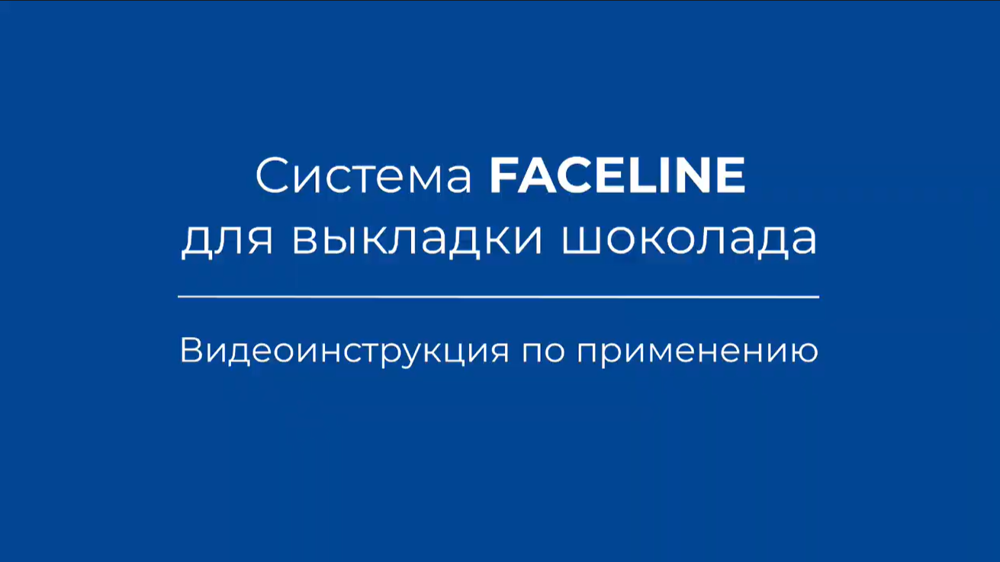 Система FACELINE
для выкладки шоколада
Видеоинструкция по применению